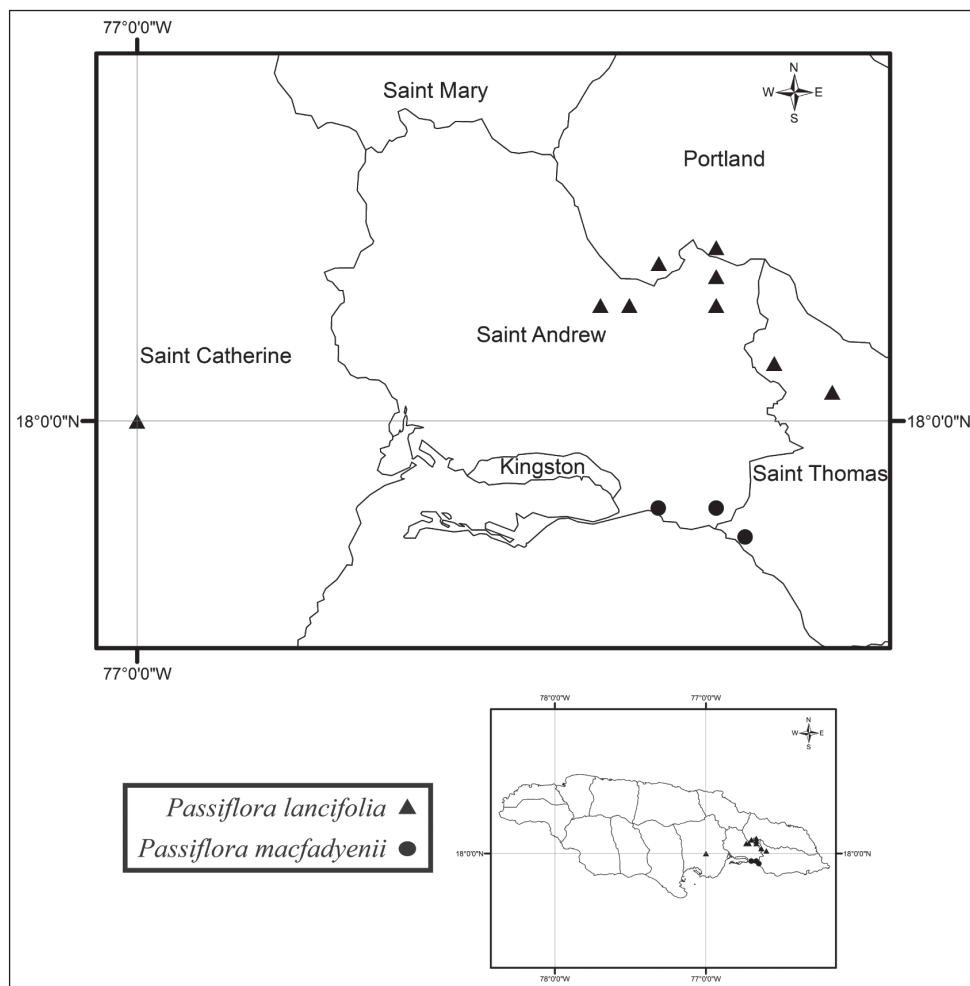 77°0'0"W
Saint Mary
N
W E
S
Portland
Saint Andrew
Saint Catherine
18°0'0"N 18°0'0"N
Kingston
Saint Thomas
77°0'0"W
78°0'0"W 77°0'0"W
N
W E
S
Passiflora lancifolia
Passiflora macfadyenii
18°0'0"N 18°0'0"N
78°0'0"W 77°0'0"W